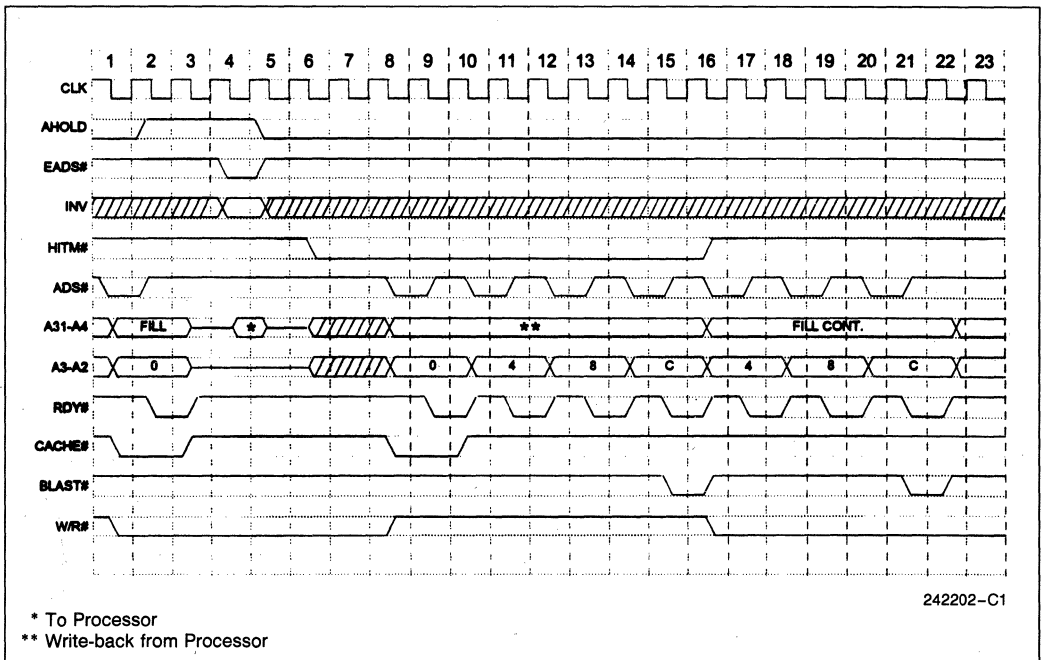 1 2 3 4 5 6 7 8 9 10 11 12 13 14 15 16 17 18 19 20 21 22 23
CLK
AHOLD
EADS#
INV
HITM#
ADS#
A31-A4 FILL * ** FILL CONT.
A3-A2 0 0 4 8 C 4 8 C
RDY#
CACHE#
BLAST#
W/R#
242202-C1
* To Processor
** Write-back from Processor